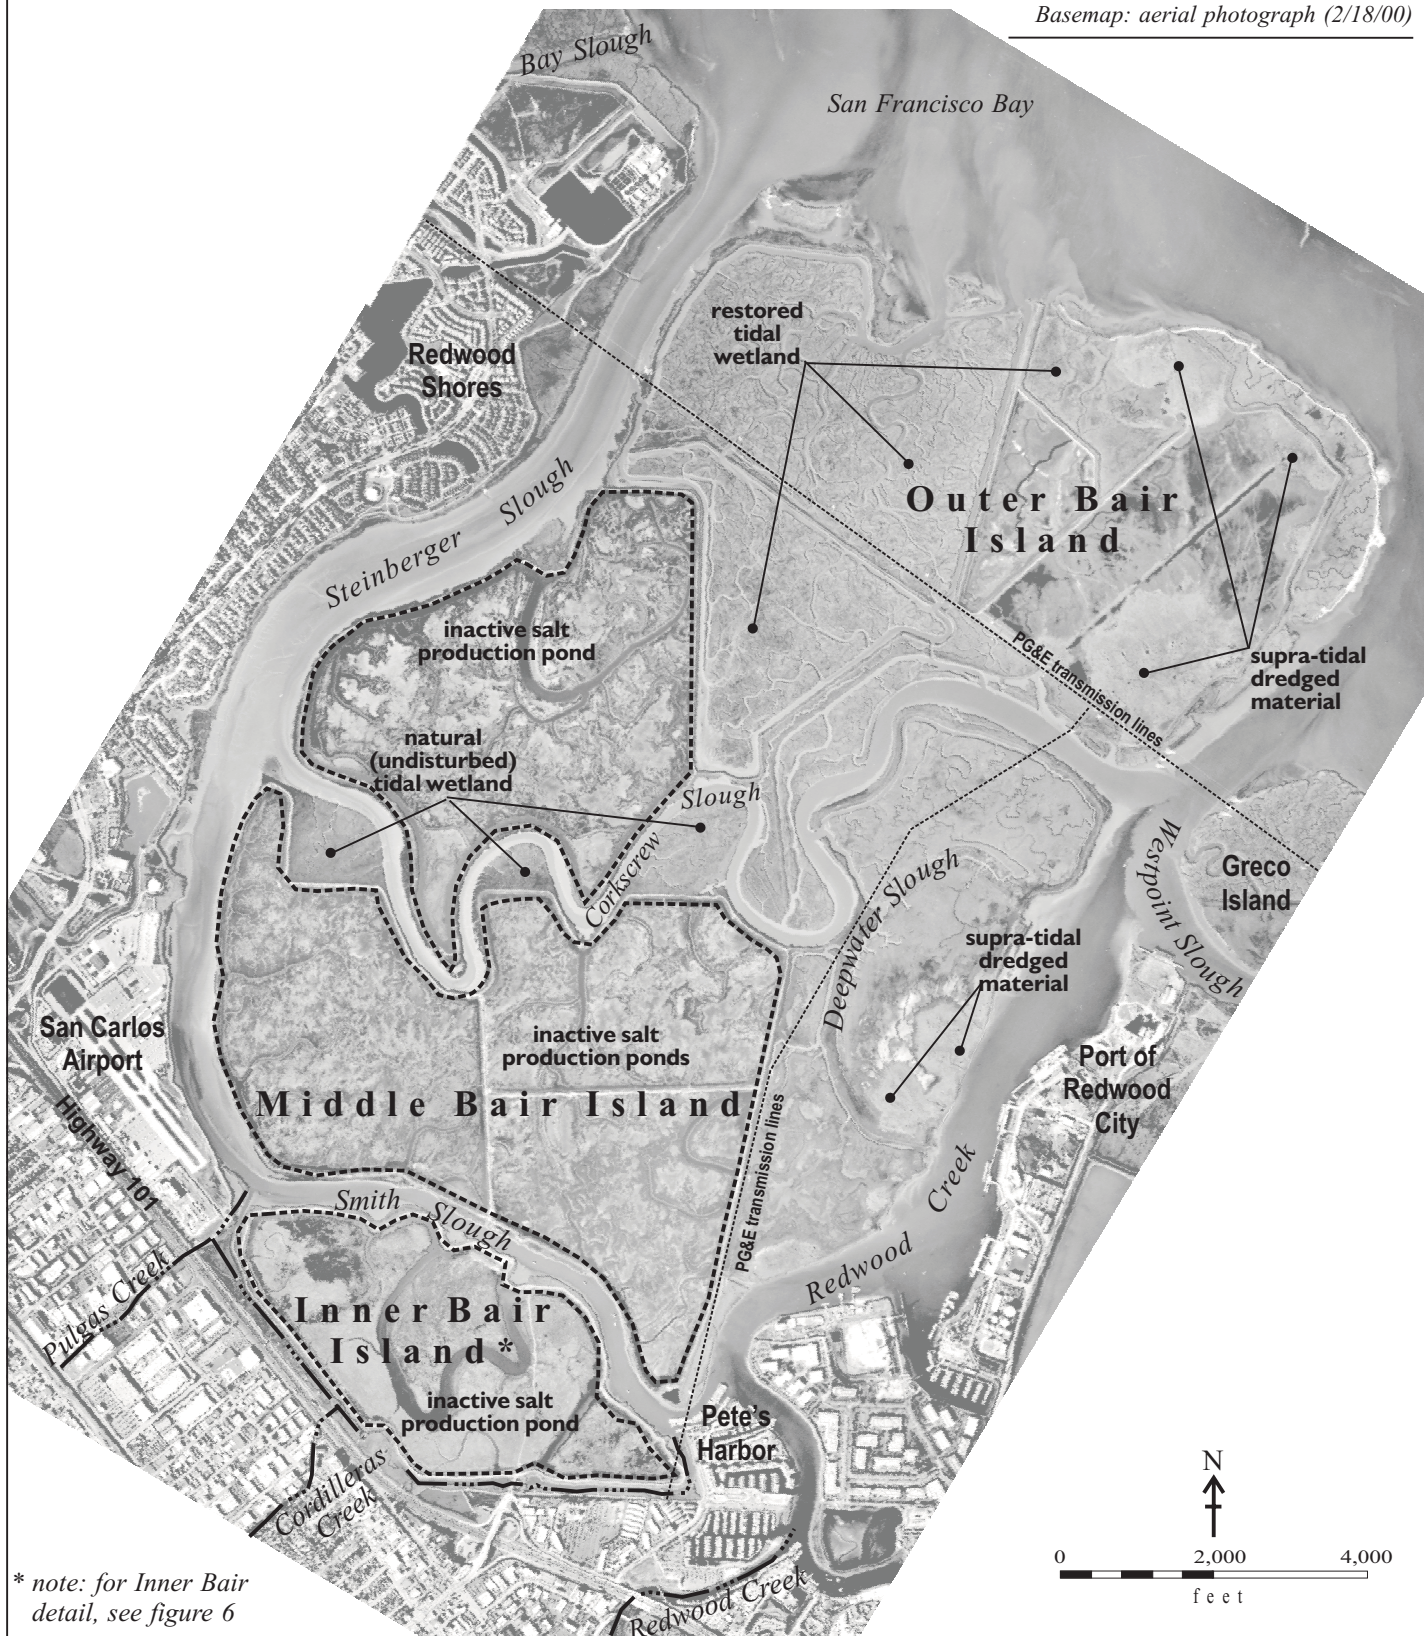 Basemap: aerial photograph (2/18/00)
Bay Slough
San Francisco Bay
restored
tidal
wetland
Redwood
Shores
Steinberger Slough
Outer Bair
Island
inactive salt
production pond
PG&E transmission lines
supra-tidal
dredged
material
natural
(undisturbed)
tidal wetland
Corkscrew Slough
Westpoint Slough
Greco
Island
Deepwater Slough
supra-tidal
dredged
material
San Carlos
Airport
inactive salt
production ponds
Port of
Redwood
City
Middle Bair Island
Highway 101
PG&E transmission lines
Smith Slough
Redwood Creek
Pulgas Creek
Inner Bair
Island*
inactive salt
production pond
Pete's
Harbor
Cordilleras
Creek
Redwood Creek
N
0 2,000 4,000
feet
* note: for Inner Bair
detail, see figure 6